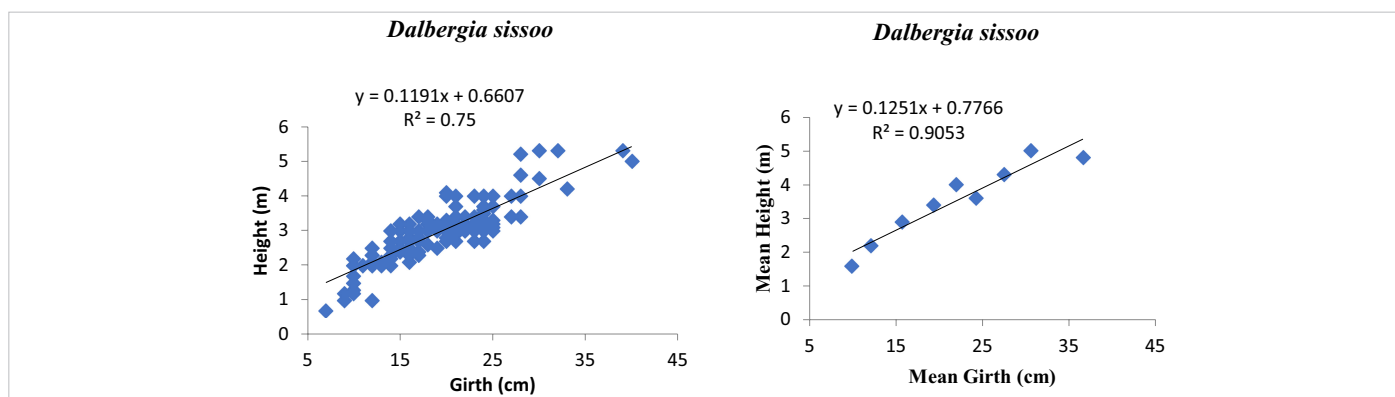 Dalbergia sissoo
y = 0.1191x + 0.6607
R² = 0.75
Height (m)
6
5
4
3
2
1
0
5
15
25
35
45
Girth (cm)
Dalbergia sissoo
y = 0.1251x + 0.7766
R² = 0.9053
Mean Height (m)
6
5
4
3
2
1
0
5
15
25
35
45
Mean Girth (cm)